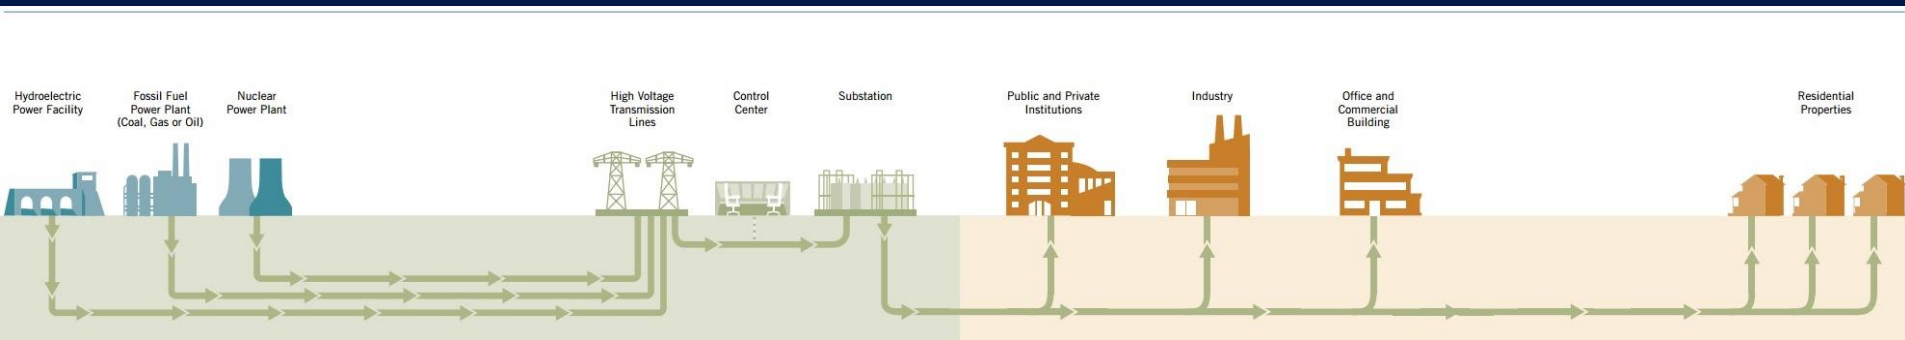 Hydroelectric
Power Facility
Fossil Fuel
Power Plant
(Coal, Gas or Oil)
Nuclear
Power Plant
High Voltage
Transmission
Lines
Control
Center
Substation
Public and Private
Institutions
Industry
Office and
Commercial
Building
Residential
Properties